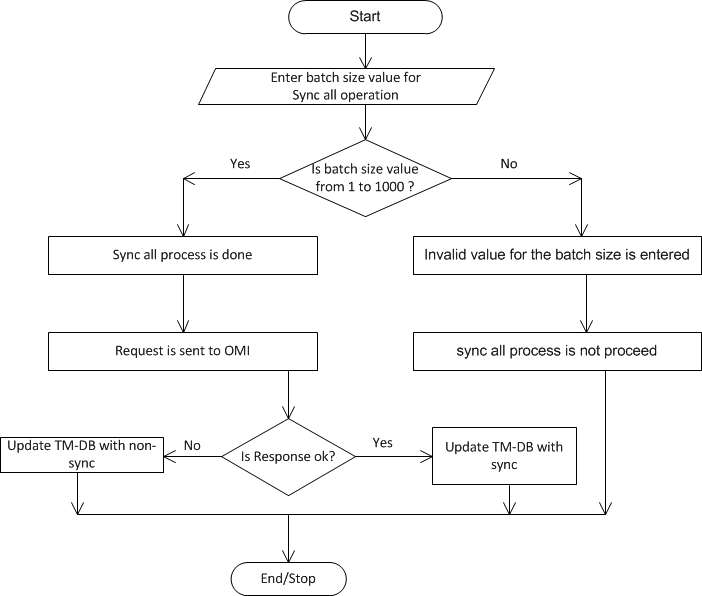 Start
Enter batch size value for
Sync all operation
Is batch size value
from 1 to 1000 ?
Yes
No
Sync all process is done
Invalid value for the batch size is entered
Request is sent to OMI
sync all process is not proceed
Is Response ok?
No
Yes
Update TM-DB with non-
sync
Update TM-DB with
sync
End/Stop